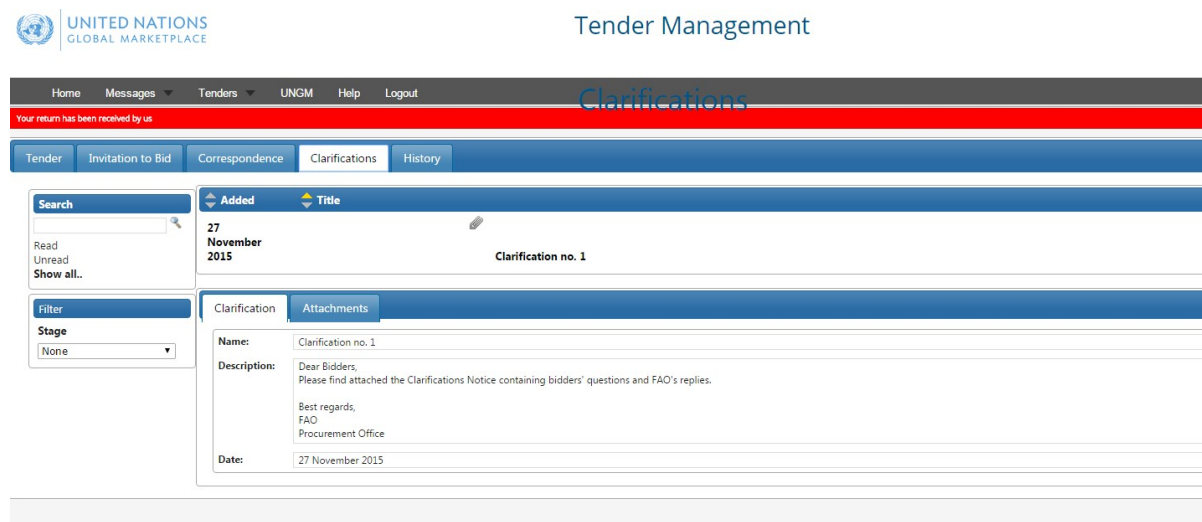 UNITED NATIONS
GLOBAL MARKETPLACE
Tender Management
Home Messages Tenders UNGM Help Logout
Clarifications
Your return has been received by us
Tender Invitation to Bid Correspondence Clarifications History
Search
Read
Unread
Show all..
Filter
Stage
None
Added Title
27
November
2015
Clarification no. 1
Clarification Attachments
Name: Clarification no. 1
Description: Dear Bidders,
Please find attached the Clarifications Notice containing bidders' questions and FAO's replies.
Best regards,
FAO
Procurement Office
Date: 27 November 2015